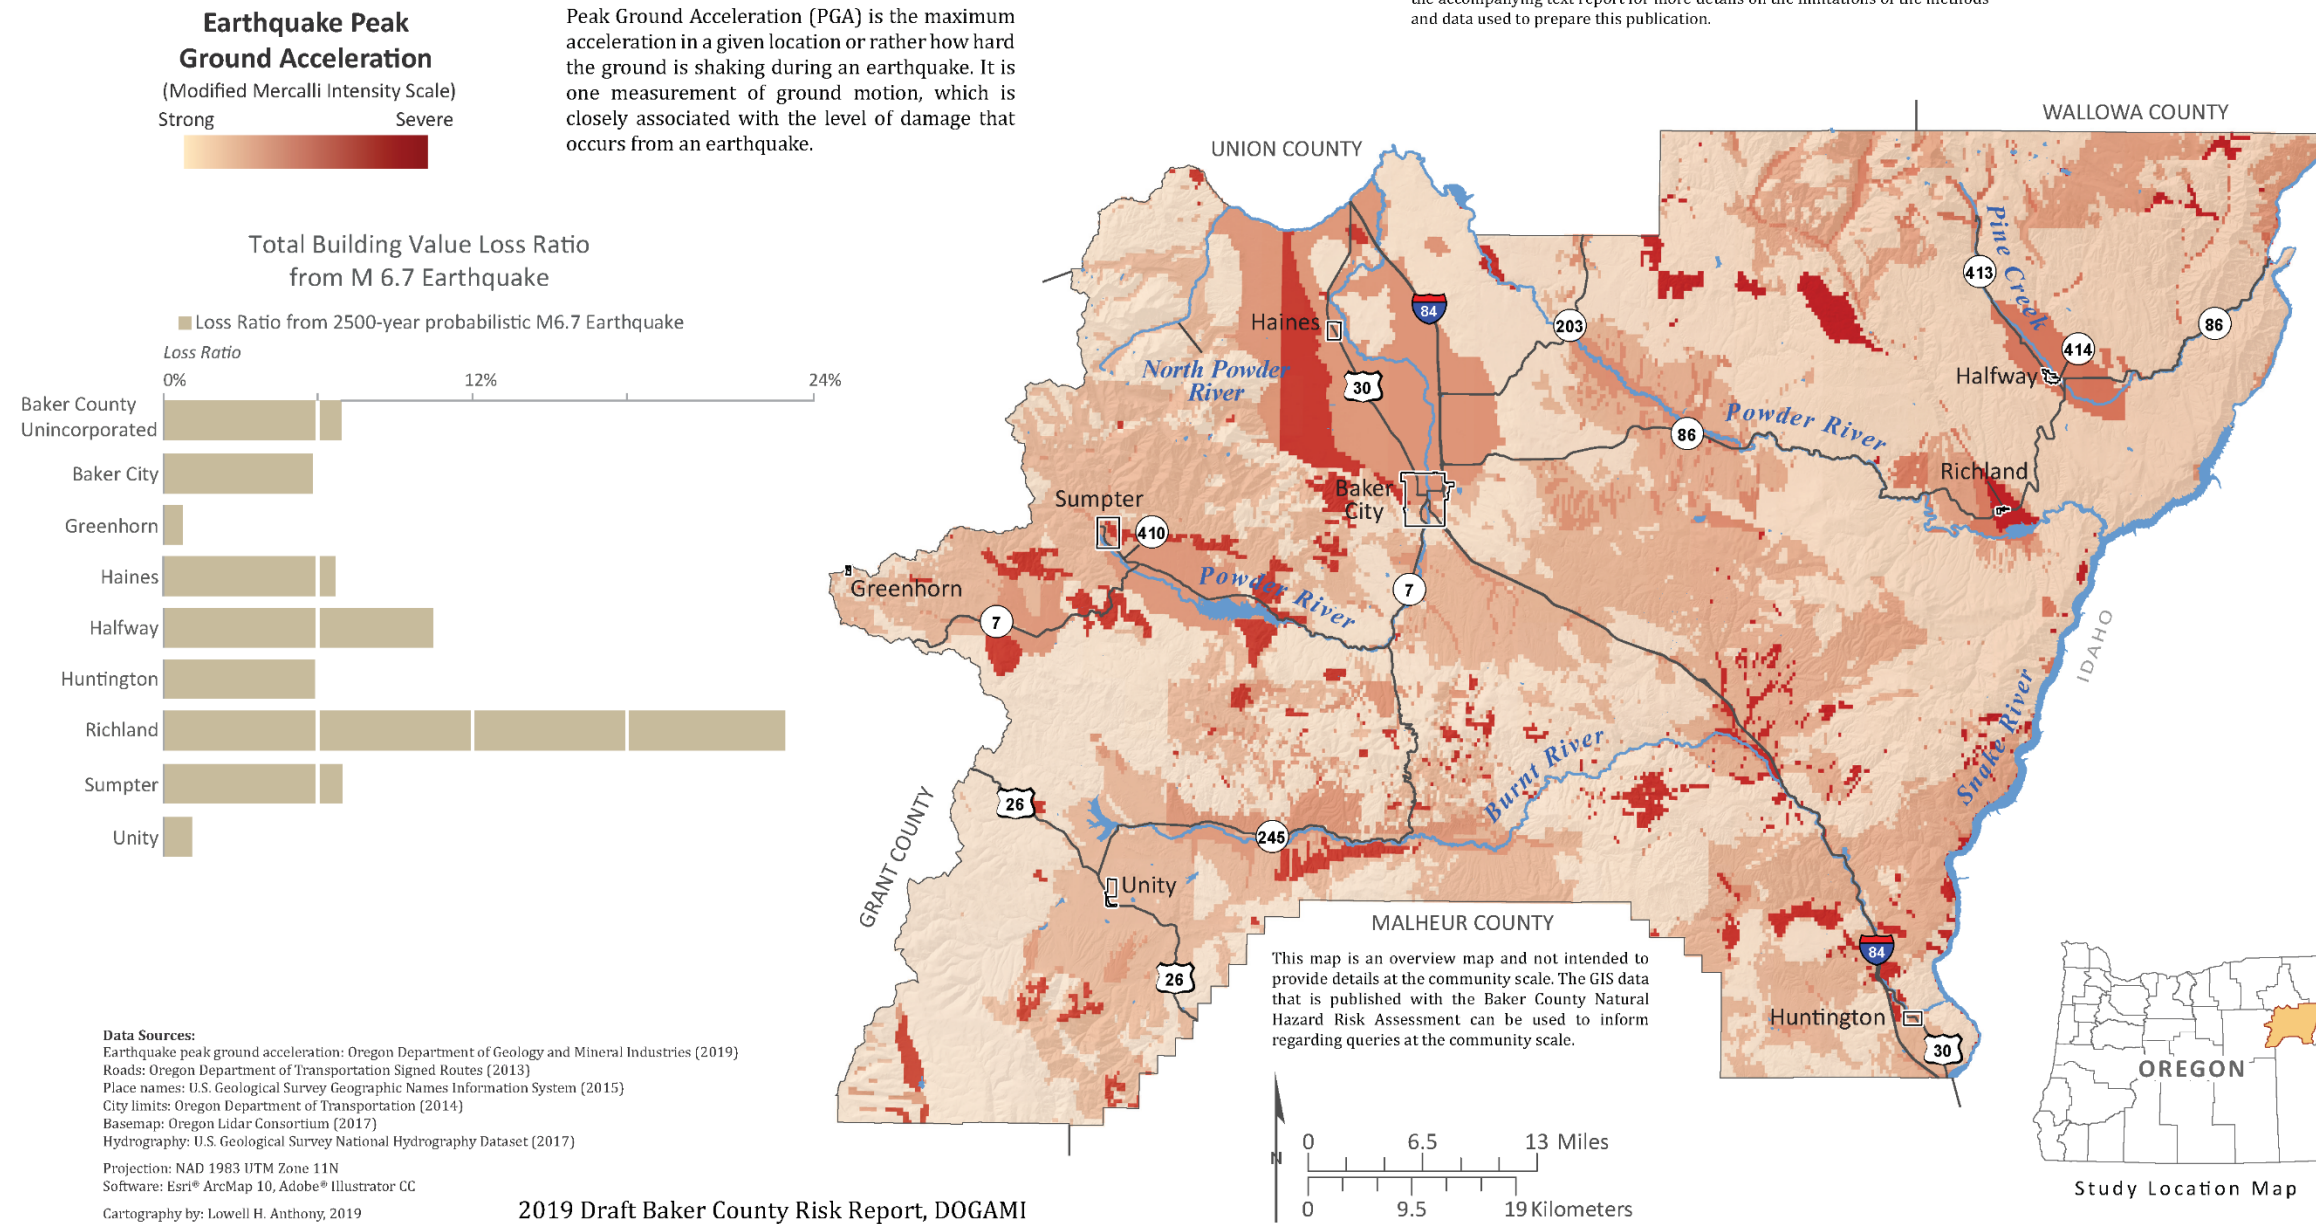 Earthquake Peak
Ground Acceleration
(Modified Mercalli Intensity Scale)
Strong Severe
Peak Ground Acceleration (PGA) is the maximum
acceleration in a given location or rather how hard
the ground is shaking during an earthquake. It is
one measurement of ground motion, which is
closely associated with the level of damage that
occurs from an earthquake.
and data used to prepare this publication.
Total Building Value Loss Ratio
from M 6.7 Earthquake
Loss Ratio from 2500-year probabilistic M6.7 Earthquake
Loss Ratio
0% 12% 24%
Baker County
Unincorporated
Baker City
Greenhorn
Haines
Halfway
Huntington
Richland
Sumpter
Unity
WALLOWA COUNTY
UNION COUNTY
Pine Creek
413
84
Haines
203
86
414
North Powder
River
30
Halfway
Powder River
86
Richland
Baker
City
Sumpter
410
Powder River
7
Greenhorn
7
IDAHO
Snake River
Burnt River
26
245
GRANT COUNTY
Unity
26
MALHEUR COUNTY
84
Huntington
30
This map is an overview map and not intended to
provide details at the community scale. The GIS data
that is published with the Baker County Natural
Hazard Risk Assessment can be used to inform
regarding queries at the community scale.
N
0 6.5 13 Miles
0 9.5 19 Kilometers
OREGON
Study Location Map
Data Sources:
Earthquake peak ground acceleration: Oregon Department of Geology and Mineral Industries (2019)
Roads: Oregon Department of Transportation Signed Routes (2013)
Place names: U.S. Geological Survey Geographic Names Information System (2015)
City limits: Oregon Department of Transportation (2014)
Basemap: Oregon Lidar Consortium (2017)
Hydrography: U.S. Geological Survey National Hydrography Dataset (2017)
Projection: NAD 1983 UTM Zone 11N
Software: Esri® ArcMap 10, Adobe® Illustrator CC
Cartography by: Lowell H. Anthony, 2019
2019 Draft Baker County Risk Report, DOGAMI